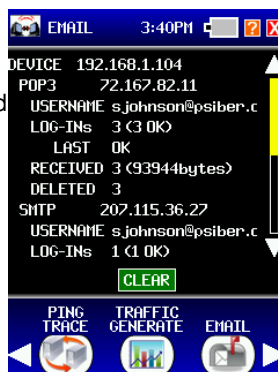 EMAIL 3:40PM ? X
DEVICE 192.168.1.104
POP3 72.167.82.11
USERNAME sjohnson@psiber.c
LOG-INs 3 (3 OK)
LAST OK
RECEIVED 3 (93944bytes)
DELETED 3
SMTP 207.115.36.27
USERNAME sjohnson@psiber.c
LOG-INs 1 (1 OK)
CLEAR
PING TRAFFIC
TRACE GENERATE EMAIL
d